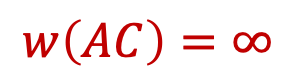 w(AC) = ∞